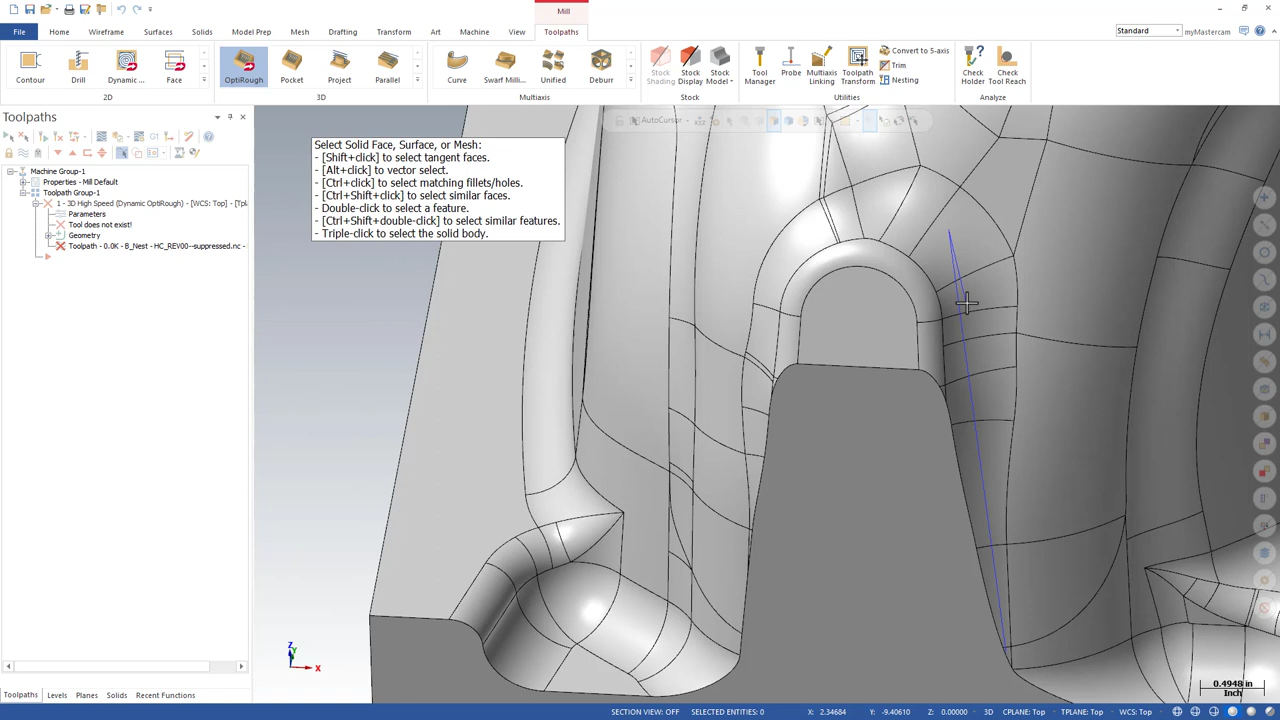 Mill
File
Home
Wireframe
Surfaces
Solids
Model Prep
Mesh
Drafting
Transform
Art
Machine
View
Toolpaths
Standard
myMastercam
Contour
Drill
Dynamic ...
Face
OptiRough
Pocket
Project
Parallel
Curve
Swarf Milli...
Unified
Deburr
Stock Shading
Stock Display
Stock Model
Tool Manager
Probe
Multiaxis Linking
Toolpath Transform
Convert to 5-axis
Trim
Nesting
Check Holder
Check Tool Reach
2D
3D
Multiaxis
Stock
Utilities
Analyze
Toolpaths
G1
AutoCursor
Select Solid Face, Surface, or Mesh:
- [Shift+click] to select tangent faces.
- [Alt+click] to vector select.
- [Ctrl+click] to select matching fillets/holes.
- [Ctrl+Shift+click] to select similar faces.
- Double-click to select a feature.
- [Ctrl+Shift+double-click] to select similar features.
- Triple-click to select the solid body.
Machine Group-1
Properties - Mill Default
Toolpath Group-1
1 - 3D High Speed (Dynamic OptiRough) - [WCS: Top] - [Tpl
Parameters
Tool does not exist!
Geometry
Toolpath - 0.0K - B_Nest - HC_REV00--suppressed.nc -
Z
Y
X
0.4948 in
Inch
Toolpaths
Levels
Planes
Solids
Recent Functions
SECTION VIEW: OFF
SELECTED ENTITIES: 0
X: 2.34684
Y: -9.40610
Z: 0.00000
3D
CPLANE: Top
TPLANE: Top
WCS: Top